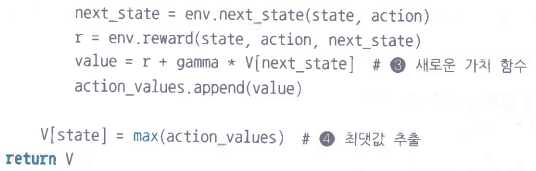 next_state = env.next_state(state, action)
r = env.reward(state, action, next_state)
value = r + gamma * V[next_state]  # ❸ 새로운 가치 함수
action_values.append(value)
V[state] = max(action_values)  # ❹ 최댓값 추출
return V